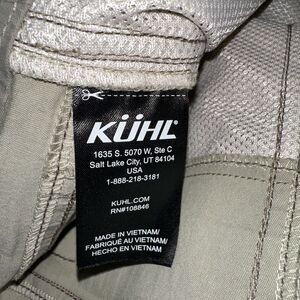 KÜHL®
1635 S. 5070 W, Ste C
Salt Lake City, UT 84104
USA
1-888-218-3181
KUHL.COM
RN#108846
MADE IN VIETNAM/
FABRIQUÉ AU VIETNAM/
HECHO EN VIETNAM